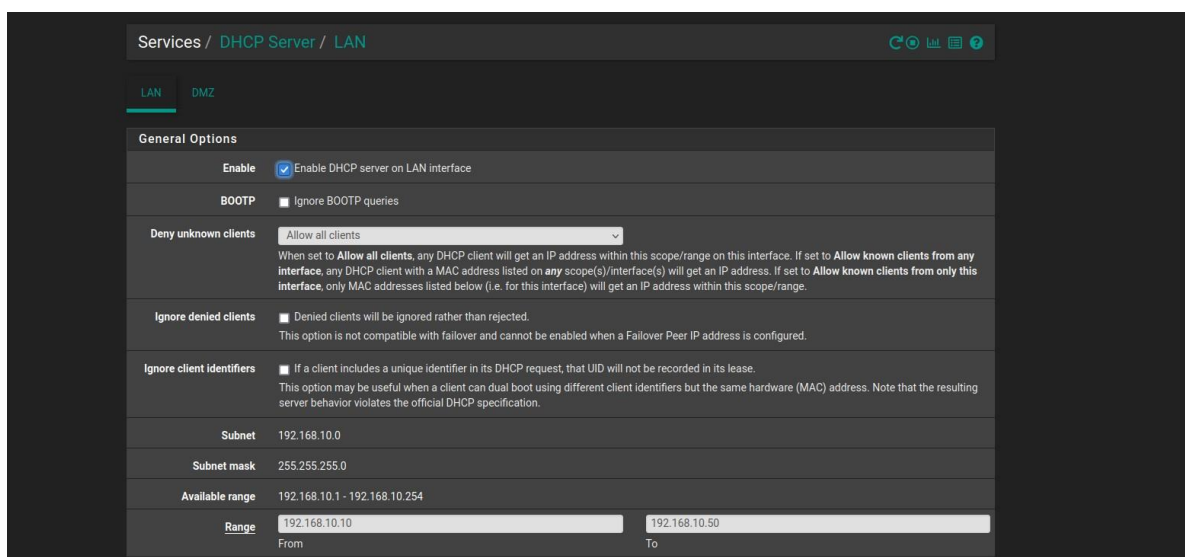 Services / DHCP Server / LAN
LAN DMZ
General Options
Enable Enable DHCP server on LAN interface
BOOTP Ignore BOOTP queries
Deny unknown clients Allow all clients
When set to Allow all clients, any DHCP client will get an IP address within this scope/range on this interface. If set to Allow known clients from any
interface, any DHCP client with a MAC address listed on any scope(s)/interface(s) will get an IP address. If set to Allow known clients from only this
interface, only MAC addresses listed below (i.e. for this interface) will get an IP address within this scope/range.
Ignore denied clients Denied clients will be ignored rather than rejected.
This option is not compatible with failover and cannot be enabled when a Failover Peer IP address is configured.
Ignore client identifiers If a client includes a unique identifier in its DHCP request, that UID will not be recorded in its lease.
This option may be useful when a client can dual boot using different client identifiers but the same hardware (MAC) address. Note that the resulting
server behavior violates the official DHCP specification.
Subnet 192.168.10.0
Subnet mask 255.255.255.0
Available range 192.168.10.1 - 192.168.10.254
Range 192.168.10.10 192.168.10.50
From To